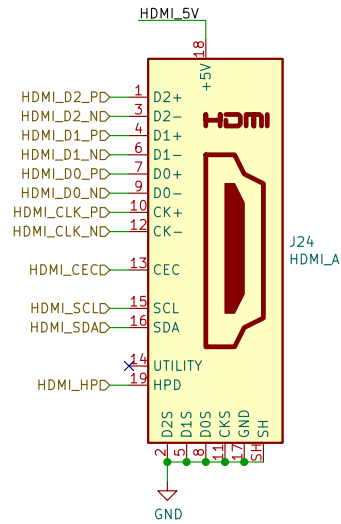 HDMI_5V
18
+5V
HDMI
HDMI_D2_P 1 D2+
HDMI_D2_N 3 D2-
HDMI_D1_P 4 D1+
HDMI_D1_N 6 D1-
HDMI_D0_P 7 D0+
HDMI_D0_N 9 D0-
HDMI_CLK_P 10 CK+
HDMI_CLK_N 12 CK-
J24
HDMI_A
HDMI_CEC 13 CEC
HDMI_SCL 15 SCL
HDMI_SDA 16 SDA
14 UTILITY
HDMI_HP 19 HPD
D2S D1S D0S CKS GND SH
2 5 8 11 17 SH
GND